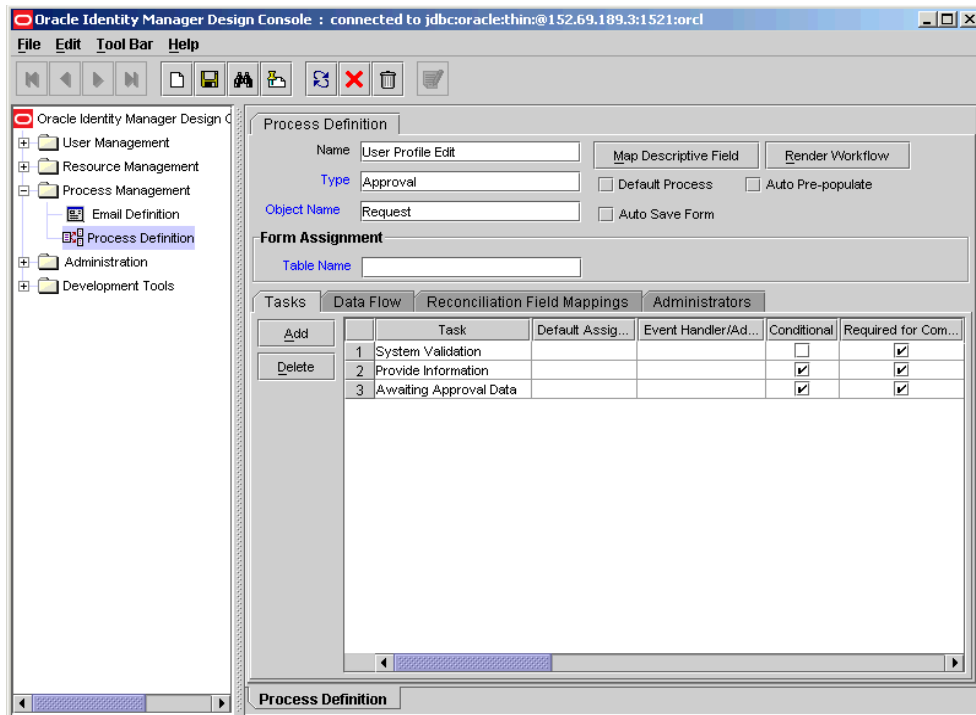 Oracle Identity Manager Design Console : connected to jdbc:oracle:thin:@152.69.189.3:1521:orcl
File Edit Tool Bar Help
Oracle Identity Manager Design C
User Management
Resource Management
Process Management
Email Definition
Process Definition
Administration
Development Tools
Process Definition
Name User Profile Edit Map Descriptive Field Render Workflow
Type Approval Default Process Auto Pre-populate
Object Name Request Auto Save Form
Form Assignment
Table Name
Tasks Data Flow Reconciliation Field Mappings Administrators
Add
Delete
Task Default Assig... Event Handler/Ad... Conditional Required for Com...
1 System Validation
2 Provide Information
3 Awaiting Approval Data
Process Definition